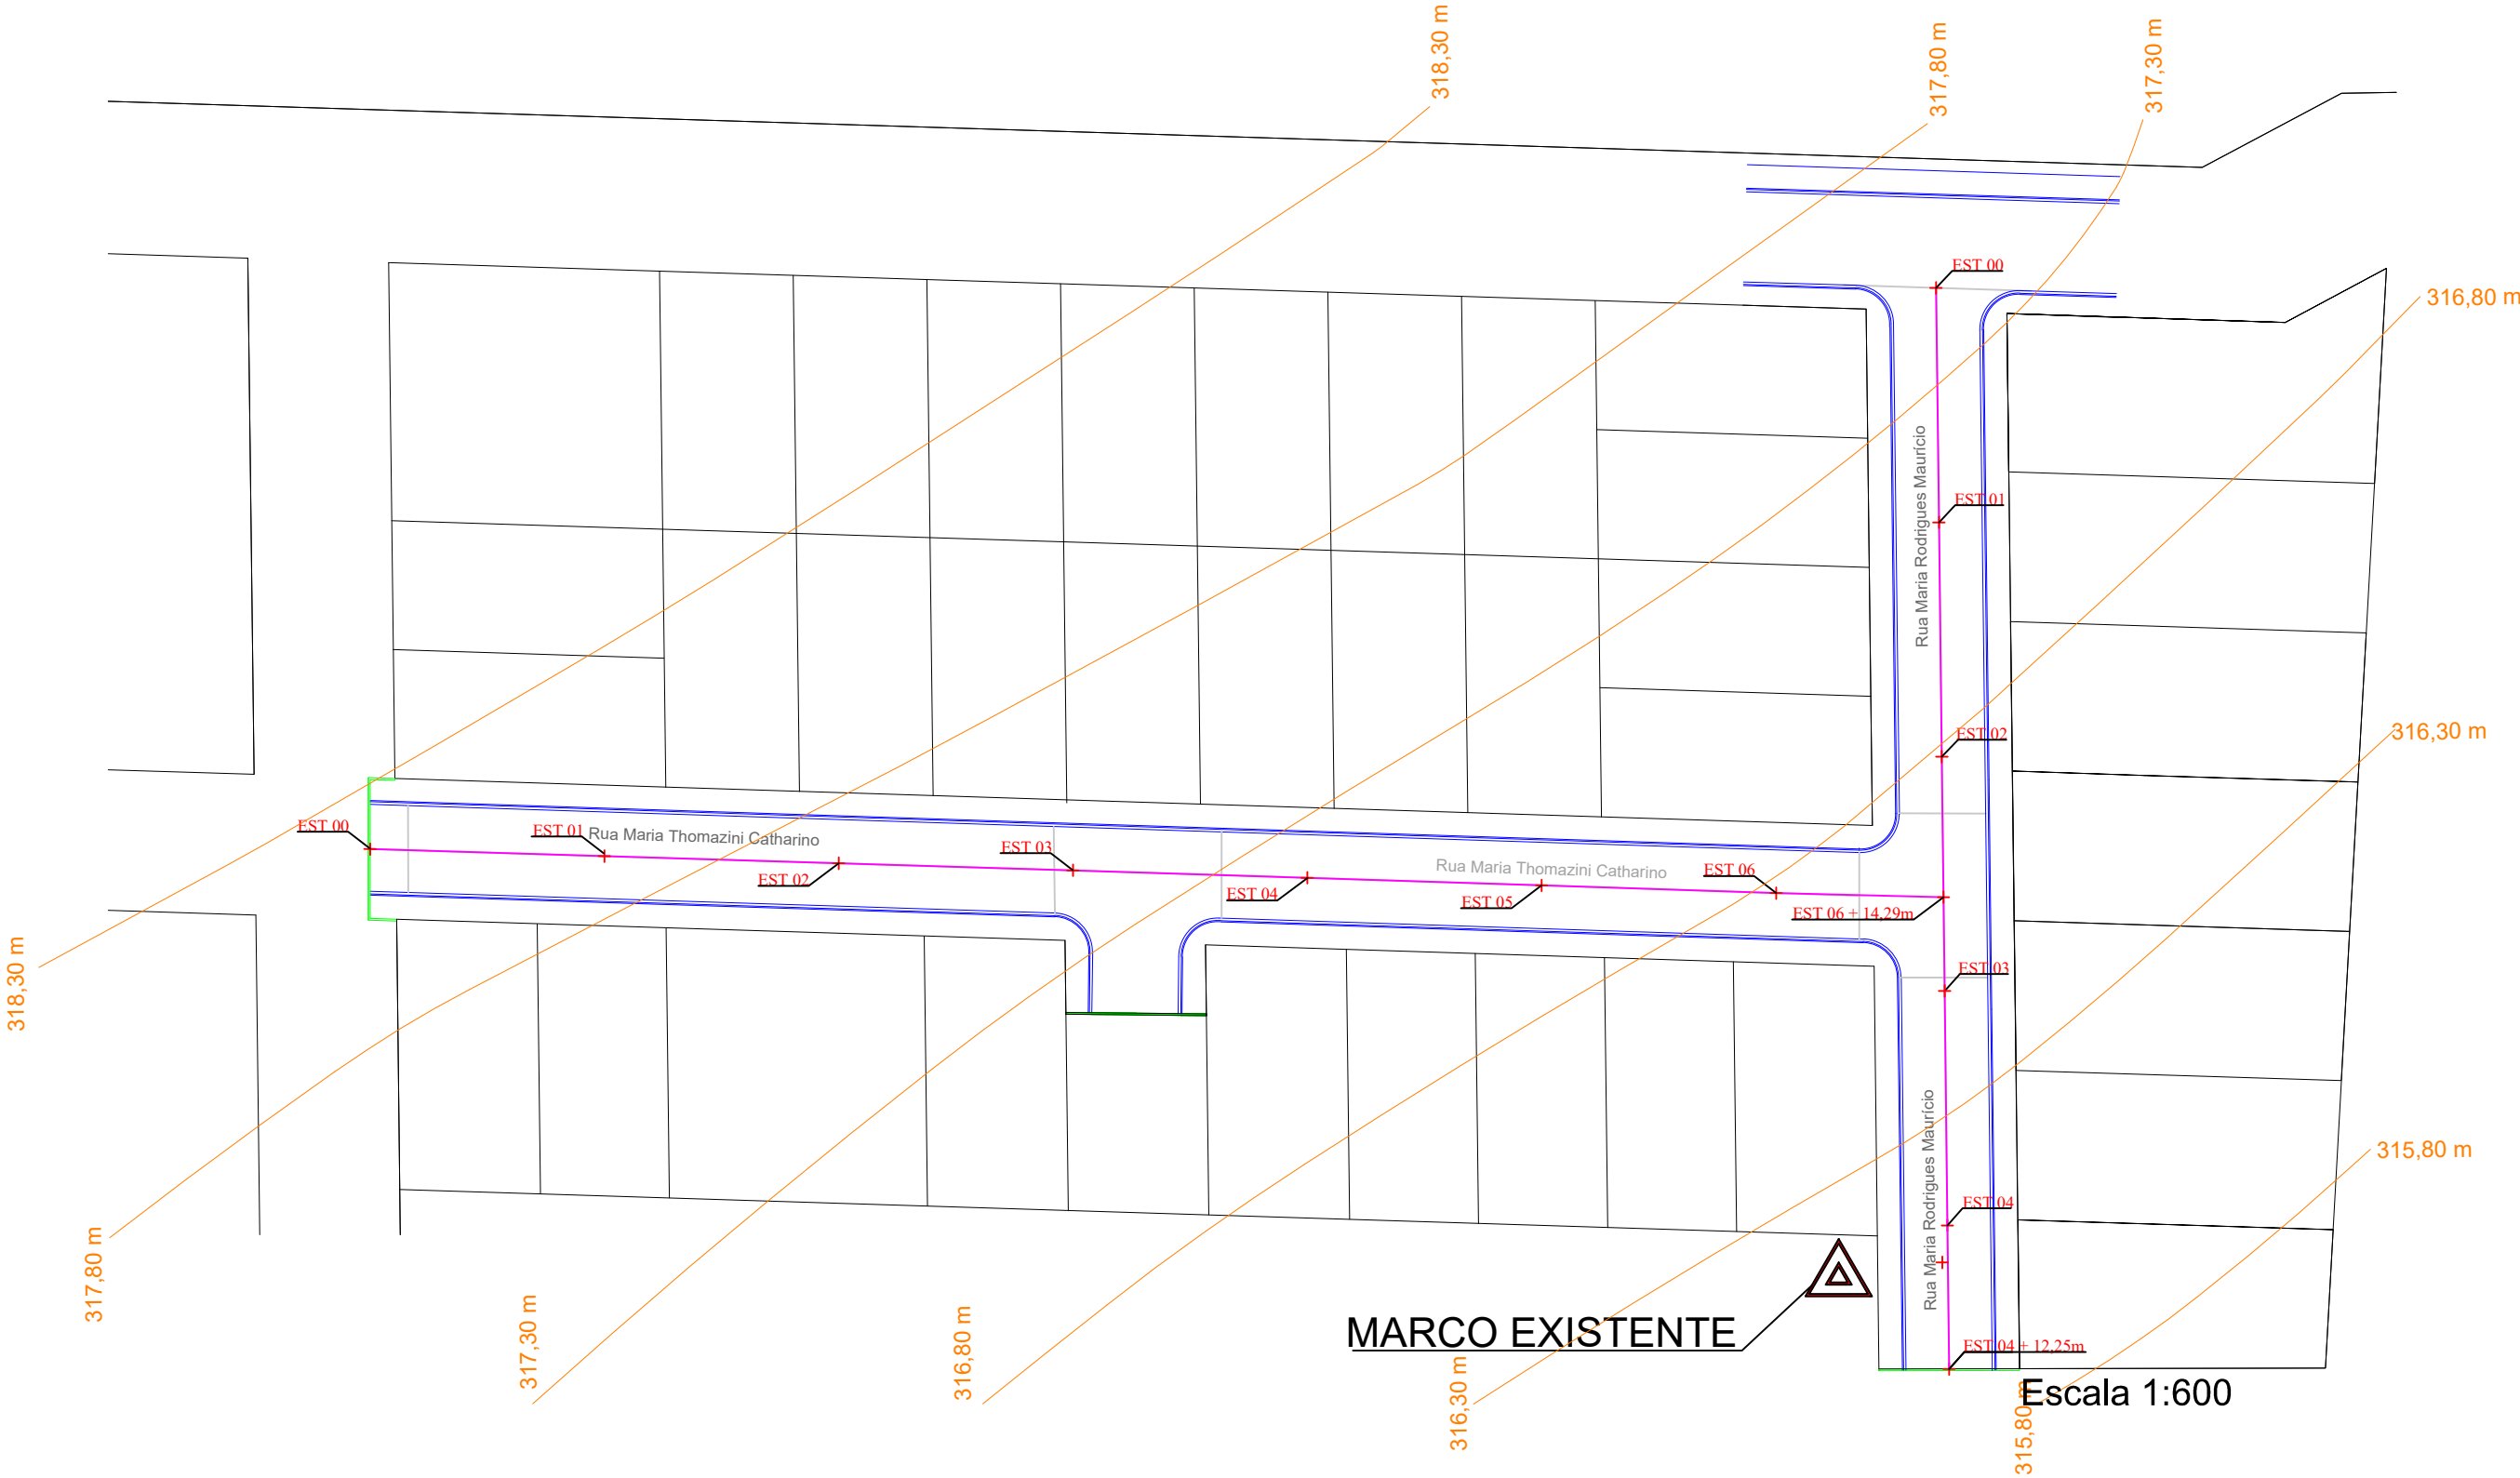 318,30 m
317,80 m
317,30 m
EST 00
316,80 m
Rua Maria Rodrigues Maurício
EST 01
EST 02
316,30 m
EST 00
EST 01
Rua Maria Thomazini Catharino
EST 02
EST 03
EST 04
Rua Maria Thomazini Catharino
EST 05
EST 06
EST 06 + 14,29m
EST 03
318,30 m
Rua Maria Rodrigues Maurício
315,80 m
EST 04
317,80 m
317,30 m
316,80 m
MARCO EXISTENTE
316,30 m
EST 04 + 12,25m
315,80 m
Escala 1:600